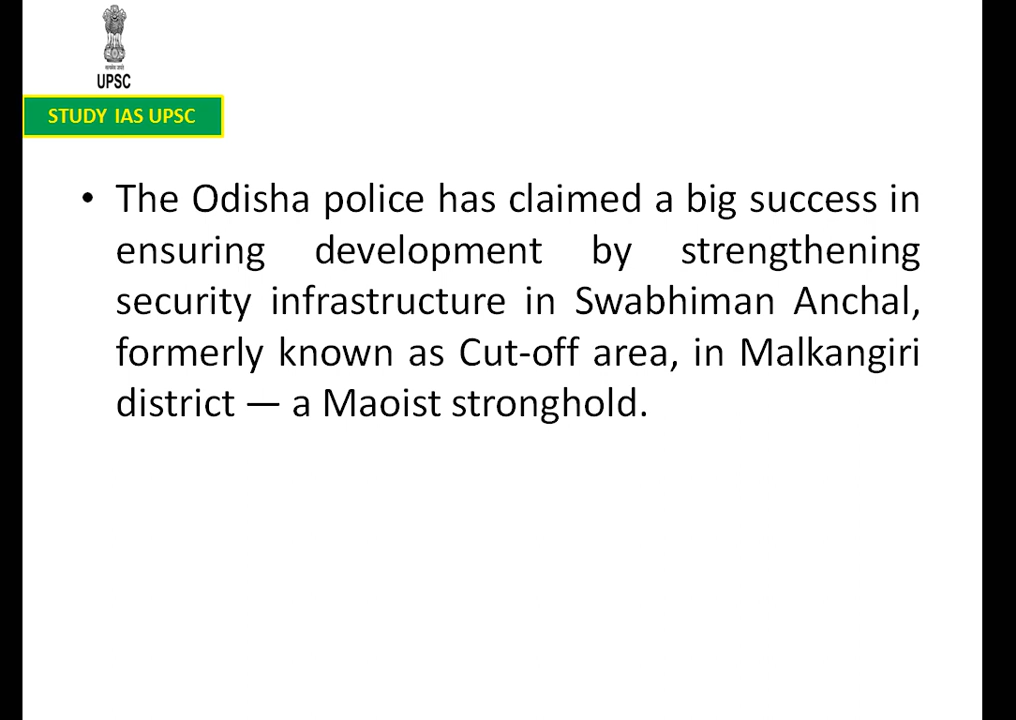 UPSC
STUDY IAS UPSC
• The Odisha police has claimed a big success in
ensuring development by strengthening
security infrastructure in Swabhiman Anchal,
formerly known as Cut-off area, in Malkangiri
district — a Maoist stronghold.